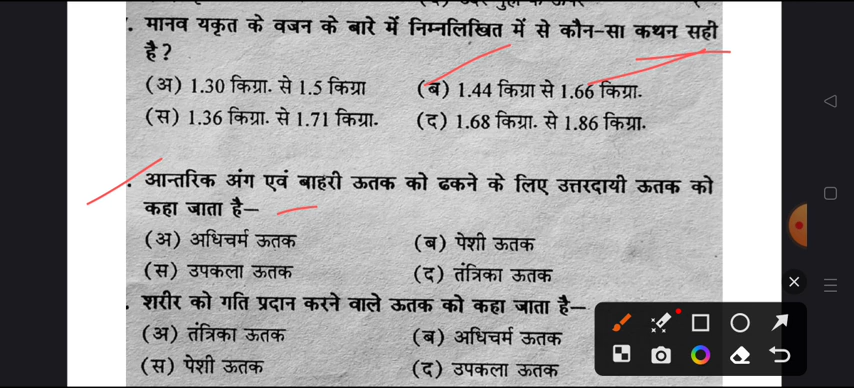 . मानव यकृत के वजन के बारे में निम्नलिखित में से कौन-सा कथन सही
है?
(अ) 1.30 किग्रा. से 1.5 किग्रा (ब) 1.44 किग्रा से 1.66 किग्रा.
(स) 1.36 किग्रा. से 1.71 किग्रा. (द) 1.68 किग्रा. से 1.86 किग्रा.
. आन्तरिक अंग एवं बाहरी ऊतक को ढकने के लिए उत्तरदायी ऊतक को
कहा जाता है–
(अ) अधिचर्म ऊतक (ब) पेशी ऊतक
(स) उपकला ऊतक (द) तंत्रिका ऊतक
. शरीर को गति प्रदान करने वाले ऊतक को कहा जाता है–
(अ) तंत्रिका ऊतक (ब) अधिचर्म ऊतक
(स) पेशी ऊतक (द) उपकला ऊतक